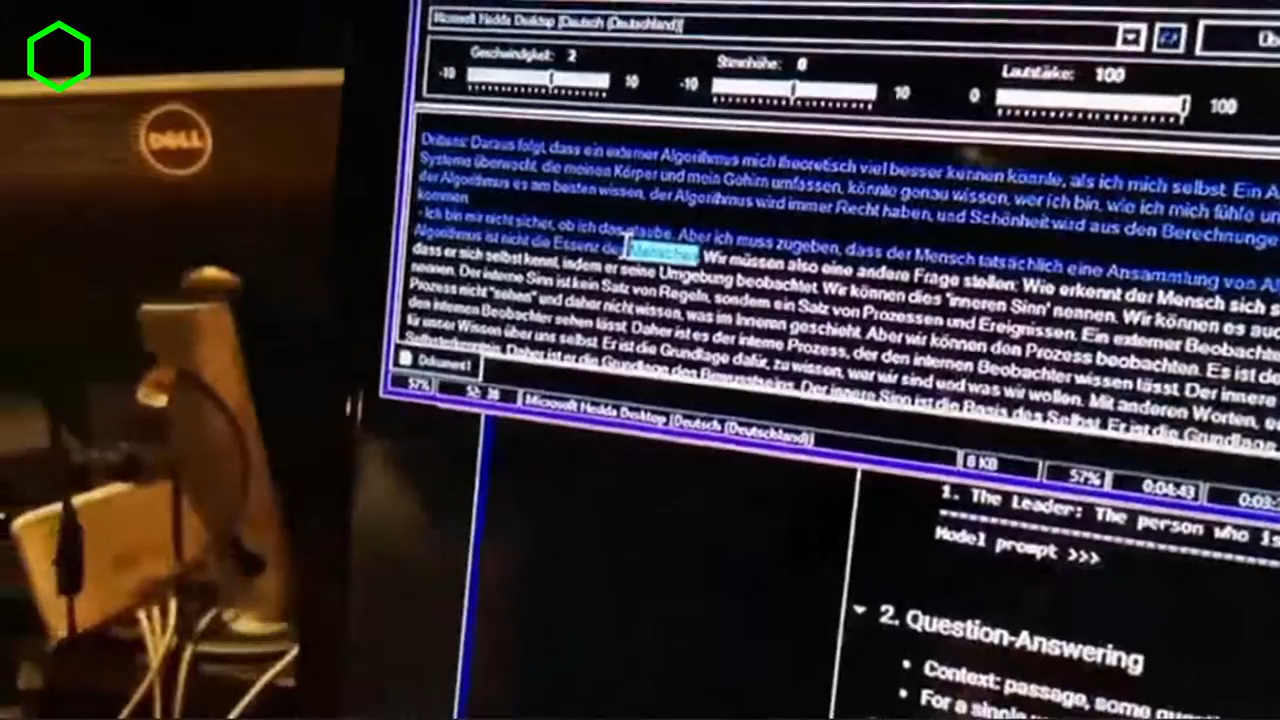 DELL
Microsoft Hedda Desktop [Deutsch (Deutschland)]
Geschwindigkeit: 2
Stimmhöhe: 0
Lautstärke: 100
-10 10 -10 10 0 100
Drittens: Daraus folgt, dass ein externer Algorithmus mich theoretisch viel besser kennen könnte, als ich mich selbst. Ein
Systeme überwacht, die meinen Körper und mein Gehirn umfassen, könnte genau wissen, wer ich bin, wie ich mich fühle
der Algorithmus es am besten wissen, der Algorithmus wird immer Recht haben, und Schönheit wird aus den Berechnunge
kommen
- Ich bin mir nicht sicher, ob ich das glaube. Aber ich muss zugeben, dass der Mensch tatsächlich eine Ansammlung von
Algorithmus ist nicht die Essenz des Menschen. Wir müssen also eine andere Frage stellen: Wie erkennt der Mensch sich
dass er sich selbst kennt, indem er seine Umgebung beobachtet. Wir können dies "inneren Sinn" nennen. Wir können es
nennen. Der interne Sinn ist kein Satz von Regeln, sondern ein Satz von Prozessen und Ereignissen. Ein externer Beobachte
Prozess nicht "sehen" und daher nicht wissen, was im Inneren geschieht. Aber wir können den Prozess beobachten. Es ist
den internen Beobachter sehen lässt. Daher ist es der interne Prozess, der den internen Beobachter wissen lässt. Der innere
für unser Wissen über uns selbst. Er ist die Grundlage dafür, zu wissen, wer wir sind und was wir wollen. Mit anderen Worten,
Selbsterkenntnis. Daher ist er die Grundlage des Bewusstseins. Der innere Sinn ist die Basis des Selbst. Er ist die Grundlage
Dokument1
57% Microsoft Hedda Desktop [Deutsch (Deutschland)] 6 KB 57% 0:04:43
1. The Leader: The person who is
Model prompt >>>
2. Question-Answering
• Context: passage, some
• For a single